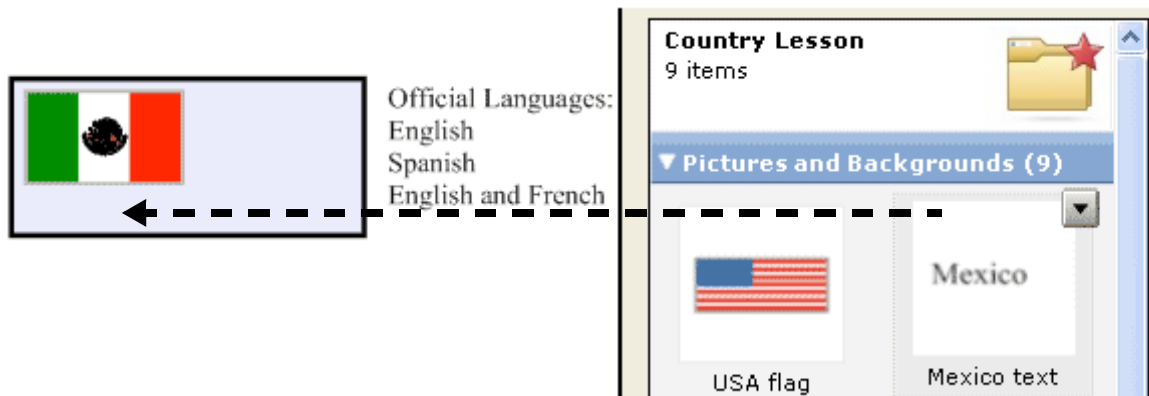 Official Languages:
English
Spanish
English and French
Country Lesson
9 items
Pictures and Backgrounds (9)
Mexico
USA flag
Mexico text